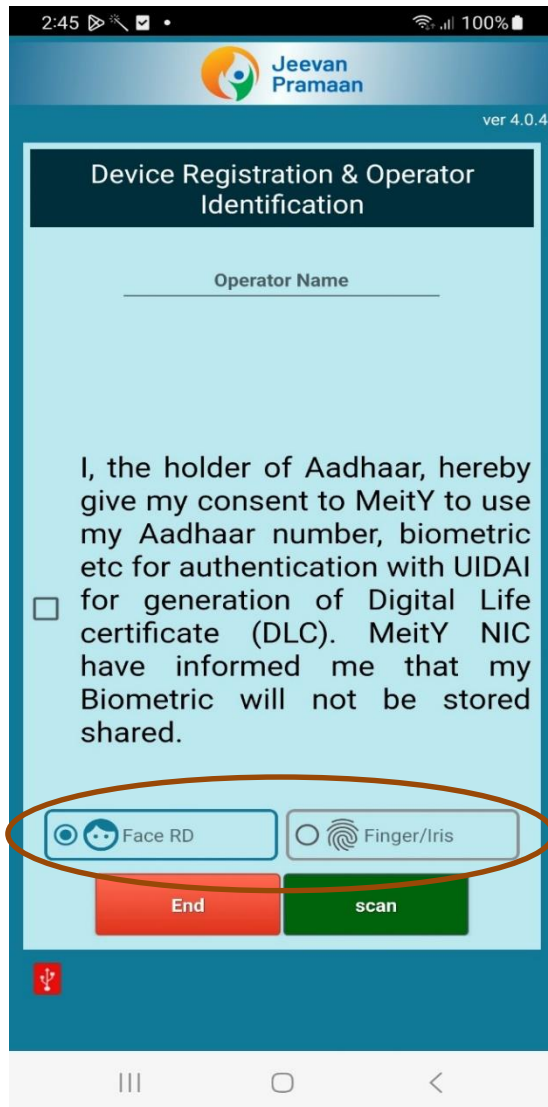 2:45 100%
Jeevan
Pramaan
ver 4.0.4
Device Registration & Operator
Identification
Operator Name
I, the holder of Aadhaar, hereby
give my consent to MeitY to use
my Aadhaar number, biometric
etc for authentication with UIDAI
for generation of Digital Life
certificate (DLC). MeitY NIC
have informed me that my
Biometric will not be stored
shared.
Face RD Finger/Iris
End scan